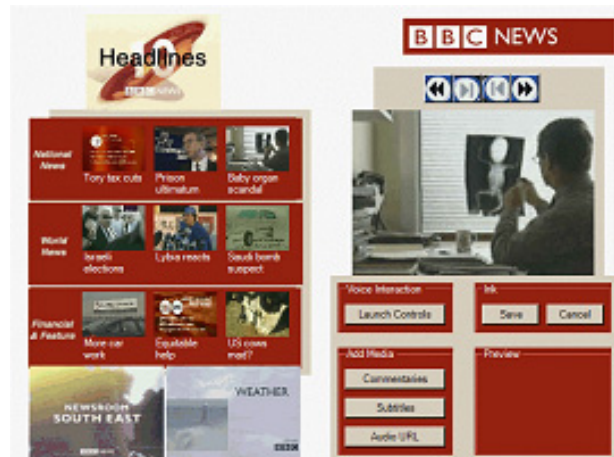 10
Headlines
BBC NEWS
National
News
Tory tax cuts
Prison
ultimatum
Baby organ
scandal
World
News
Israeli
elections
Lybia reacts
Saudi bomb
suspect
Financial
& Feature
More car
work
Equitable
help
US cows
mad?
NEWSROOM
SOUTH EAST
WEATHER
BBC NEWS
Voice Interaction
Launch Controls
Ink
Save
Cancel
Add Media
Commentaries
Subtitles
Audio URL
Preview